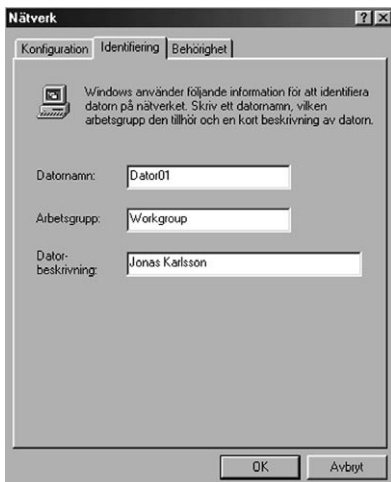 Nätverk
Konfiguration Identifiering Behörighet
Windows använder följande information för att identifiera
datorn på nätverket. Skriv ett datornamn, vilken
arbetsgrupp den tillhör och en kort beskrivning av datorn.
Datornamn: Dator01
Arbetsgrupp: Workgroup
Dator-
beskrivning: Jonas Karlsson
OK Avbryt